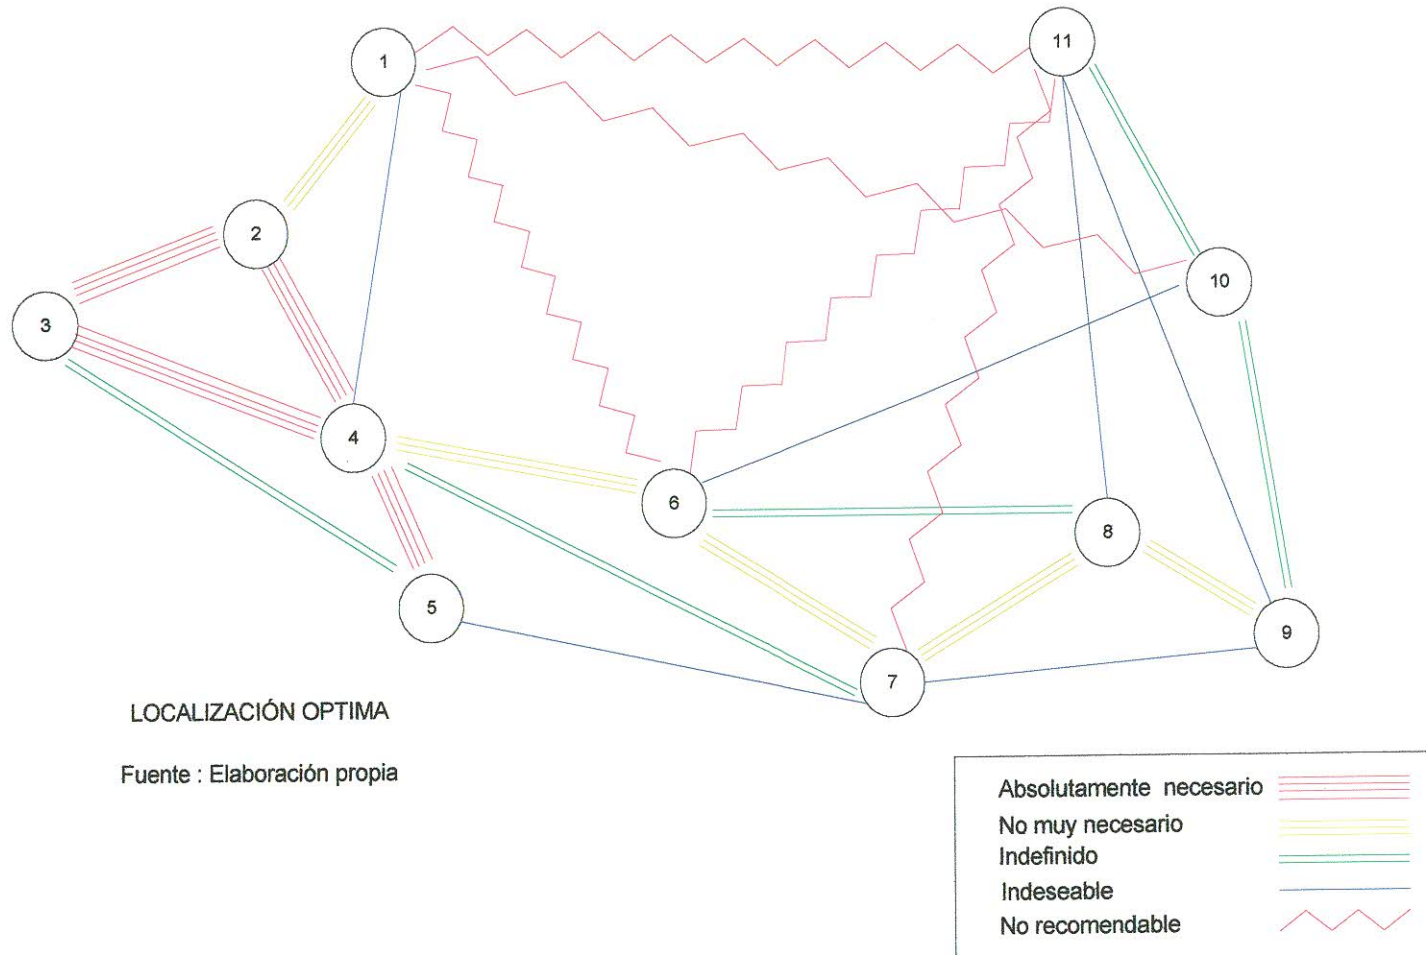 1
11
2
10
3
4
6
8
5
9
7
LOCALIZACIÓN OPTIMA
Fuente : Elaboración propia
Absolutamente necesario
No muy necesario
Indefinido
Indeseable
No recomendable